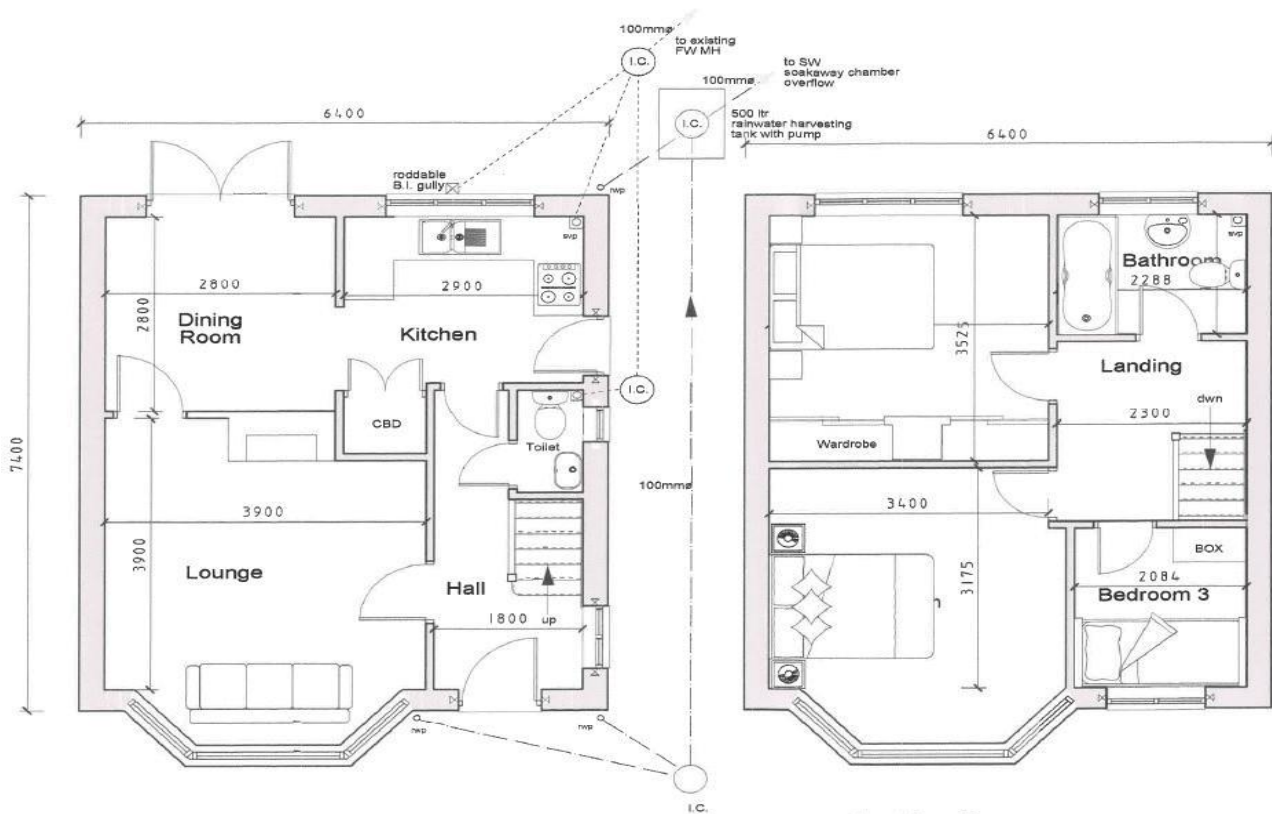 100mmø
to existing
FW MH
I.C.
to SW
soakaway chamber
overflow
100mmø
I.C.
500 ltr
rainwater harvesting
tank with pump
6400
6400
roddable
B.I. gully
rwp
svp
svp
2800
2900
2800
Dining
Room
Kitchen
Bathroom
2288
3525
Landing
I.C.
CBD
Toilet
dwn
2300
Wardrobe
7400
100mmø
3900
3400
3900
Lounge
Hall
1800
up
3175
BOX
2084
Bedroom 3
rwp
rwp
I.C.